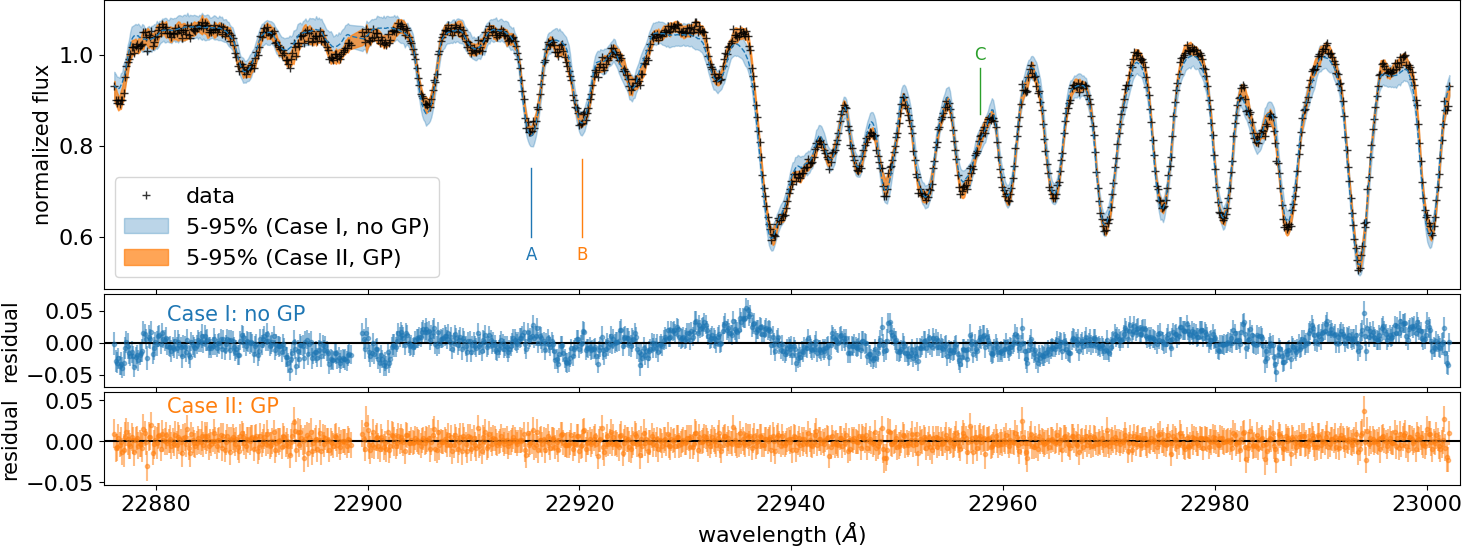 normalized flux
1.0
0.8
0.6
A
B
C
data
5-95% (Case I, no GP)
5-95% (Case II, GP)
residual
0.05
0.00
−0.05
Case I: no GP
residual
0.05
0.00
−0.05
Case II: GP
22880 22900 22920 22940 22960 22980 23000
wavelength (Å)